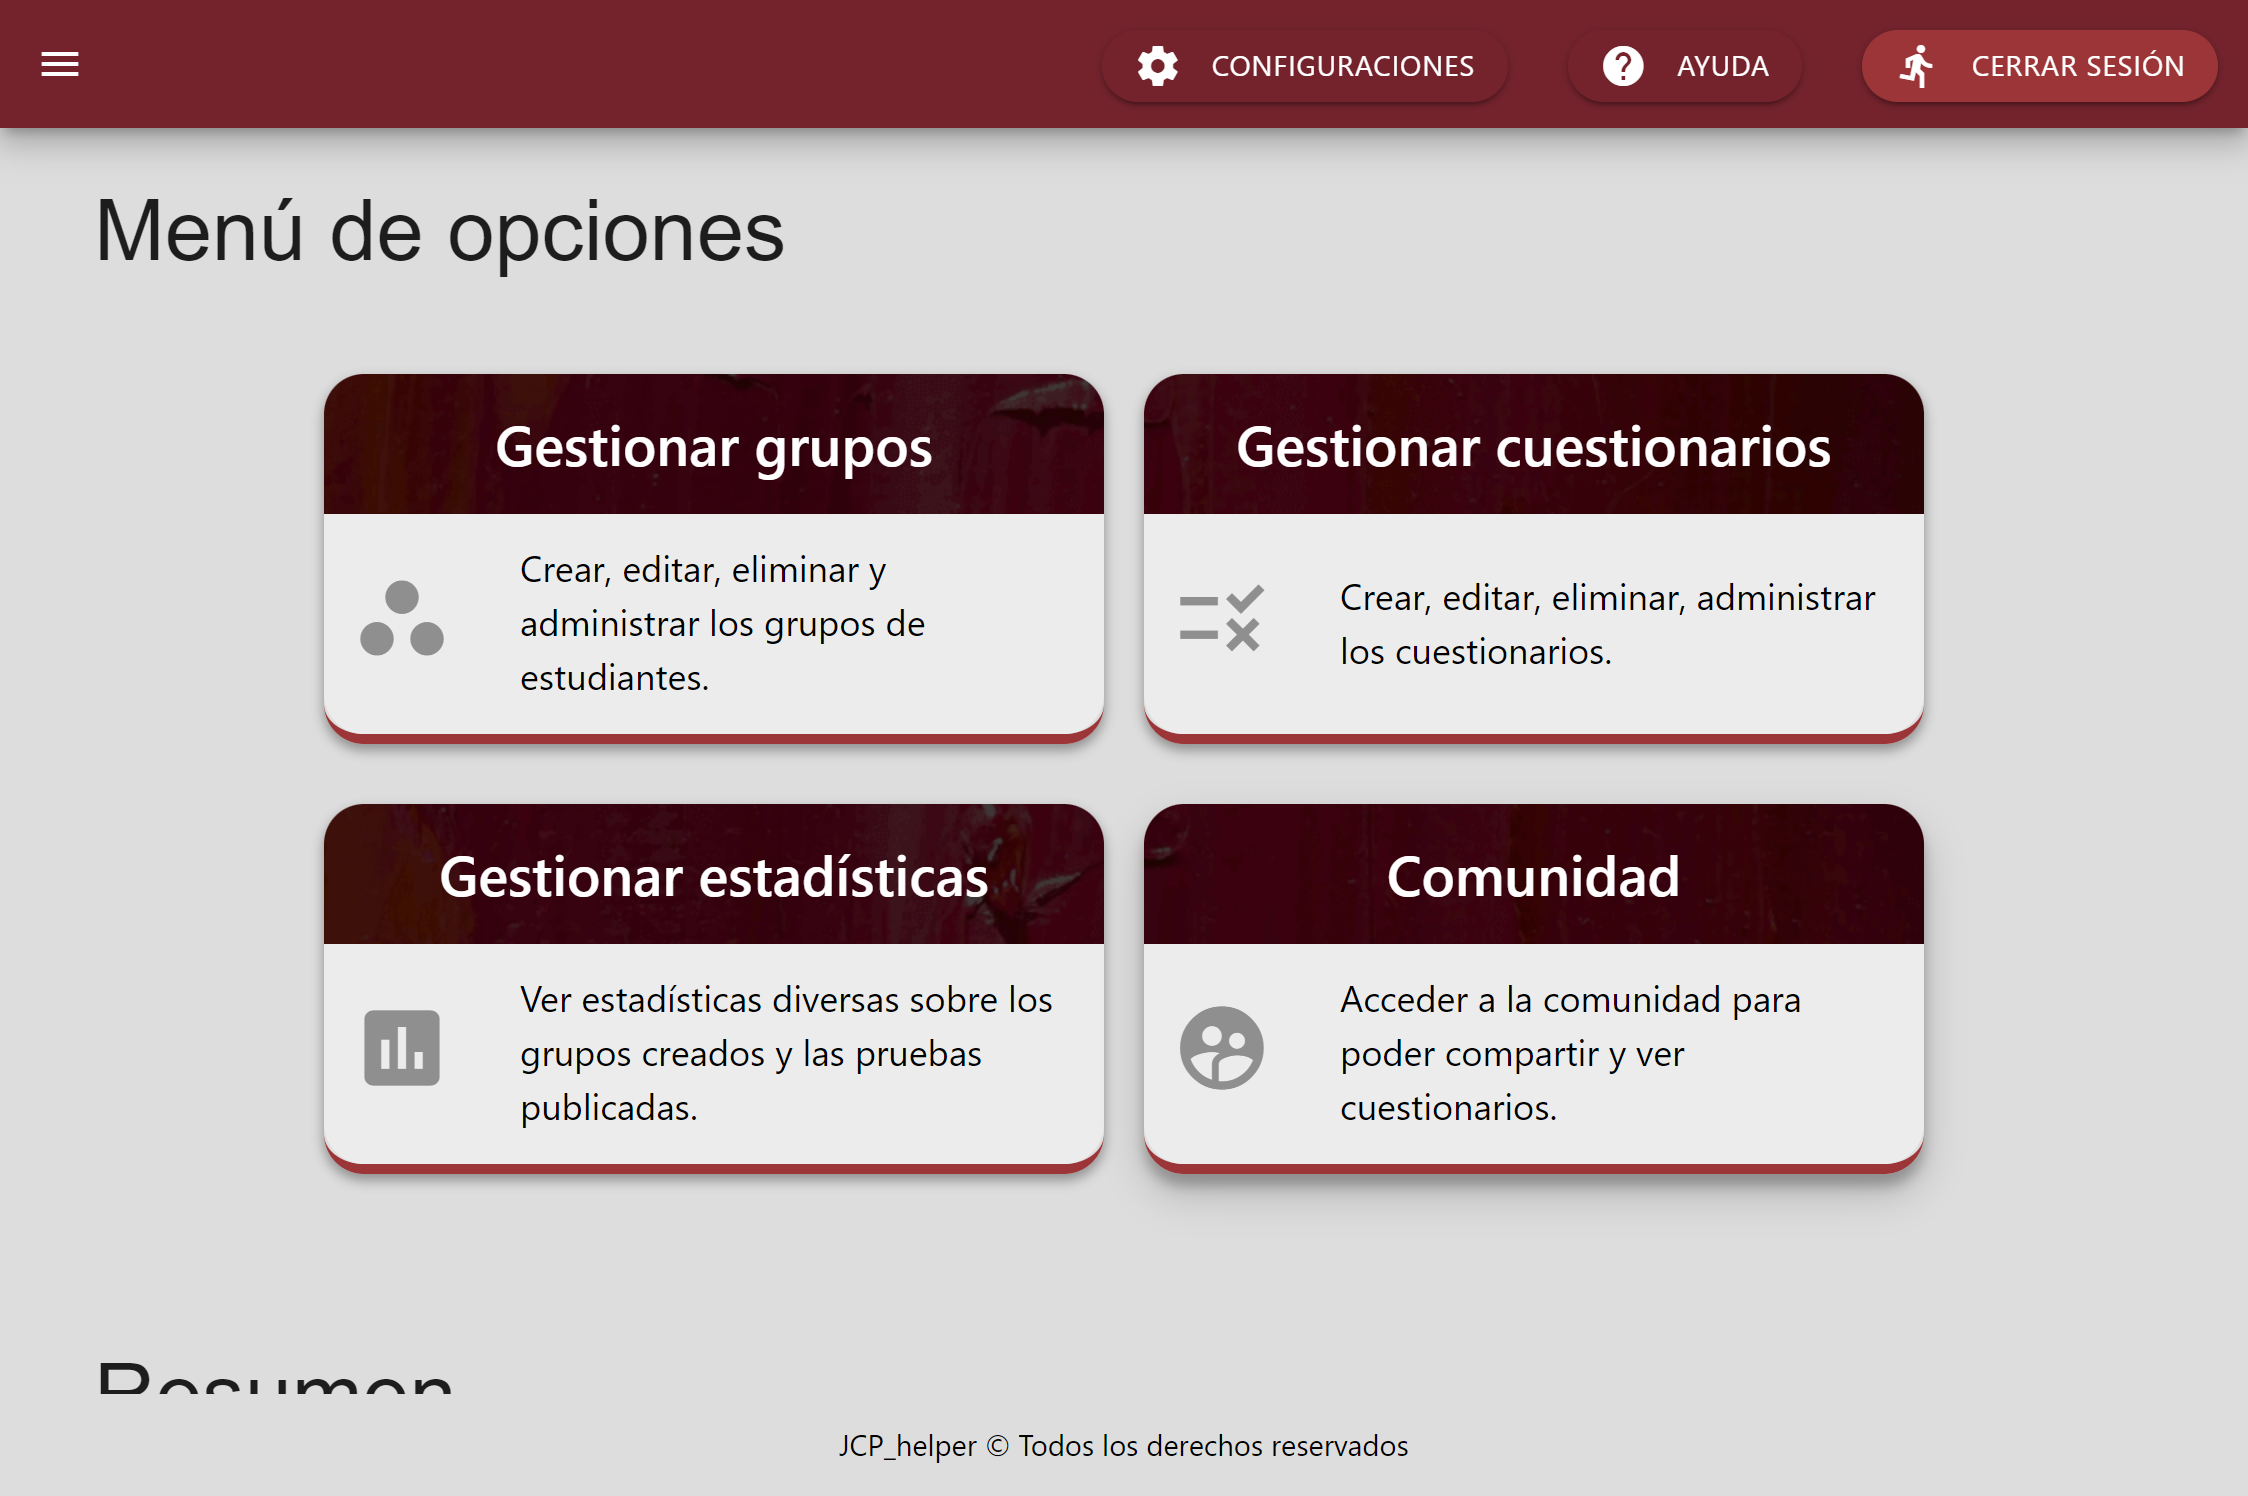 CONFIGURACIONES
AYUDA
CERRAR SESIÓN
Menú de opciones
Gestionar grupos
Crear, editar, eliminar y
administrar los grupos de
estudiantes.
Gestionar cuestionarios
Crear, editar, eliminar, administrar
los cuestionarios.
Gestionar estadísticas
Ver estadísticas diversas sobre los
grupos creados y las pruebas
publicadas.
Comunidad
Acceder a la comunidad para
poder compartir y ver
cuestionarios.
Resumen
JCP_helper © Todos los derechos reservados